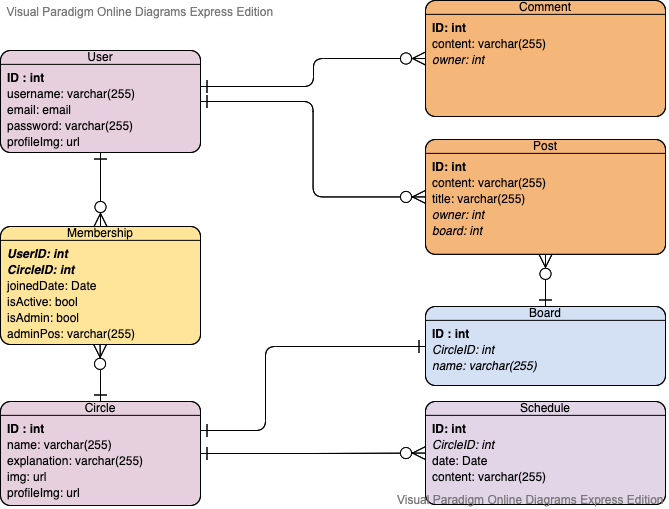 Visual Paradigm Online Diagrams Express Edition
User
ID : int
username: varchar(255)
email: email
password: varchar(255)
profileImg: url
Comment
ID: int
content: varchar(255)
owner: int
Post
ID: int
content: varchar(255)
title: varchar(255)
owner: int
board: int
Membership
UserID: int
CircleID: int
joinedDate: Date
isActive: bool
isAdmin: bool
adminPos: varchar(255)
Board
ID : int
CircleID: int
name: varchar(255)
Circle
ID : int
name: varchar(255)
explanation: varchar(255)
img: url
profileImg: url
Schedule
ID: int
CircleID: int
date: Date
content: varchar(255)
Visual Paradigm Online Diagrams Express Edition